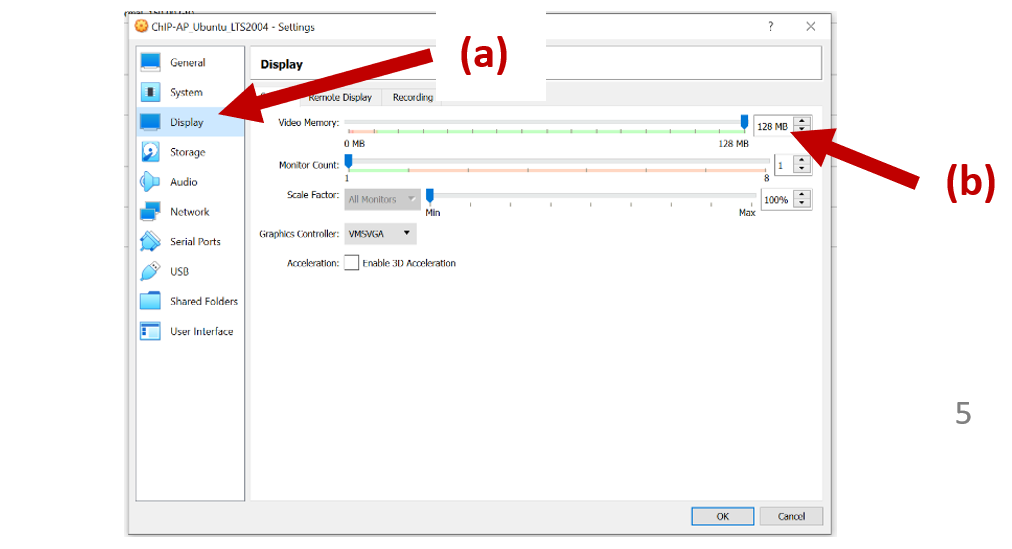 ChIP-AP_Ubuntu_LTS2004 - Settings
?
(a)
General
Display
System
Remote Display
Recording
Display
Video Memory:
128 MB
0 MB
128 MB
Storage
Monitor Count:
1
1
8
Audio
(b)
Scale Factor:
All Monitors
100%
Min
Max
Network
Graphics Controller:
VMSVGA
Serial Ports
Acceleration:
Enable 3D Acceleration
USB
Shared Folders
User Interface
5
OK
Cancel